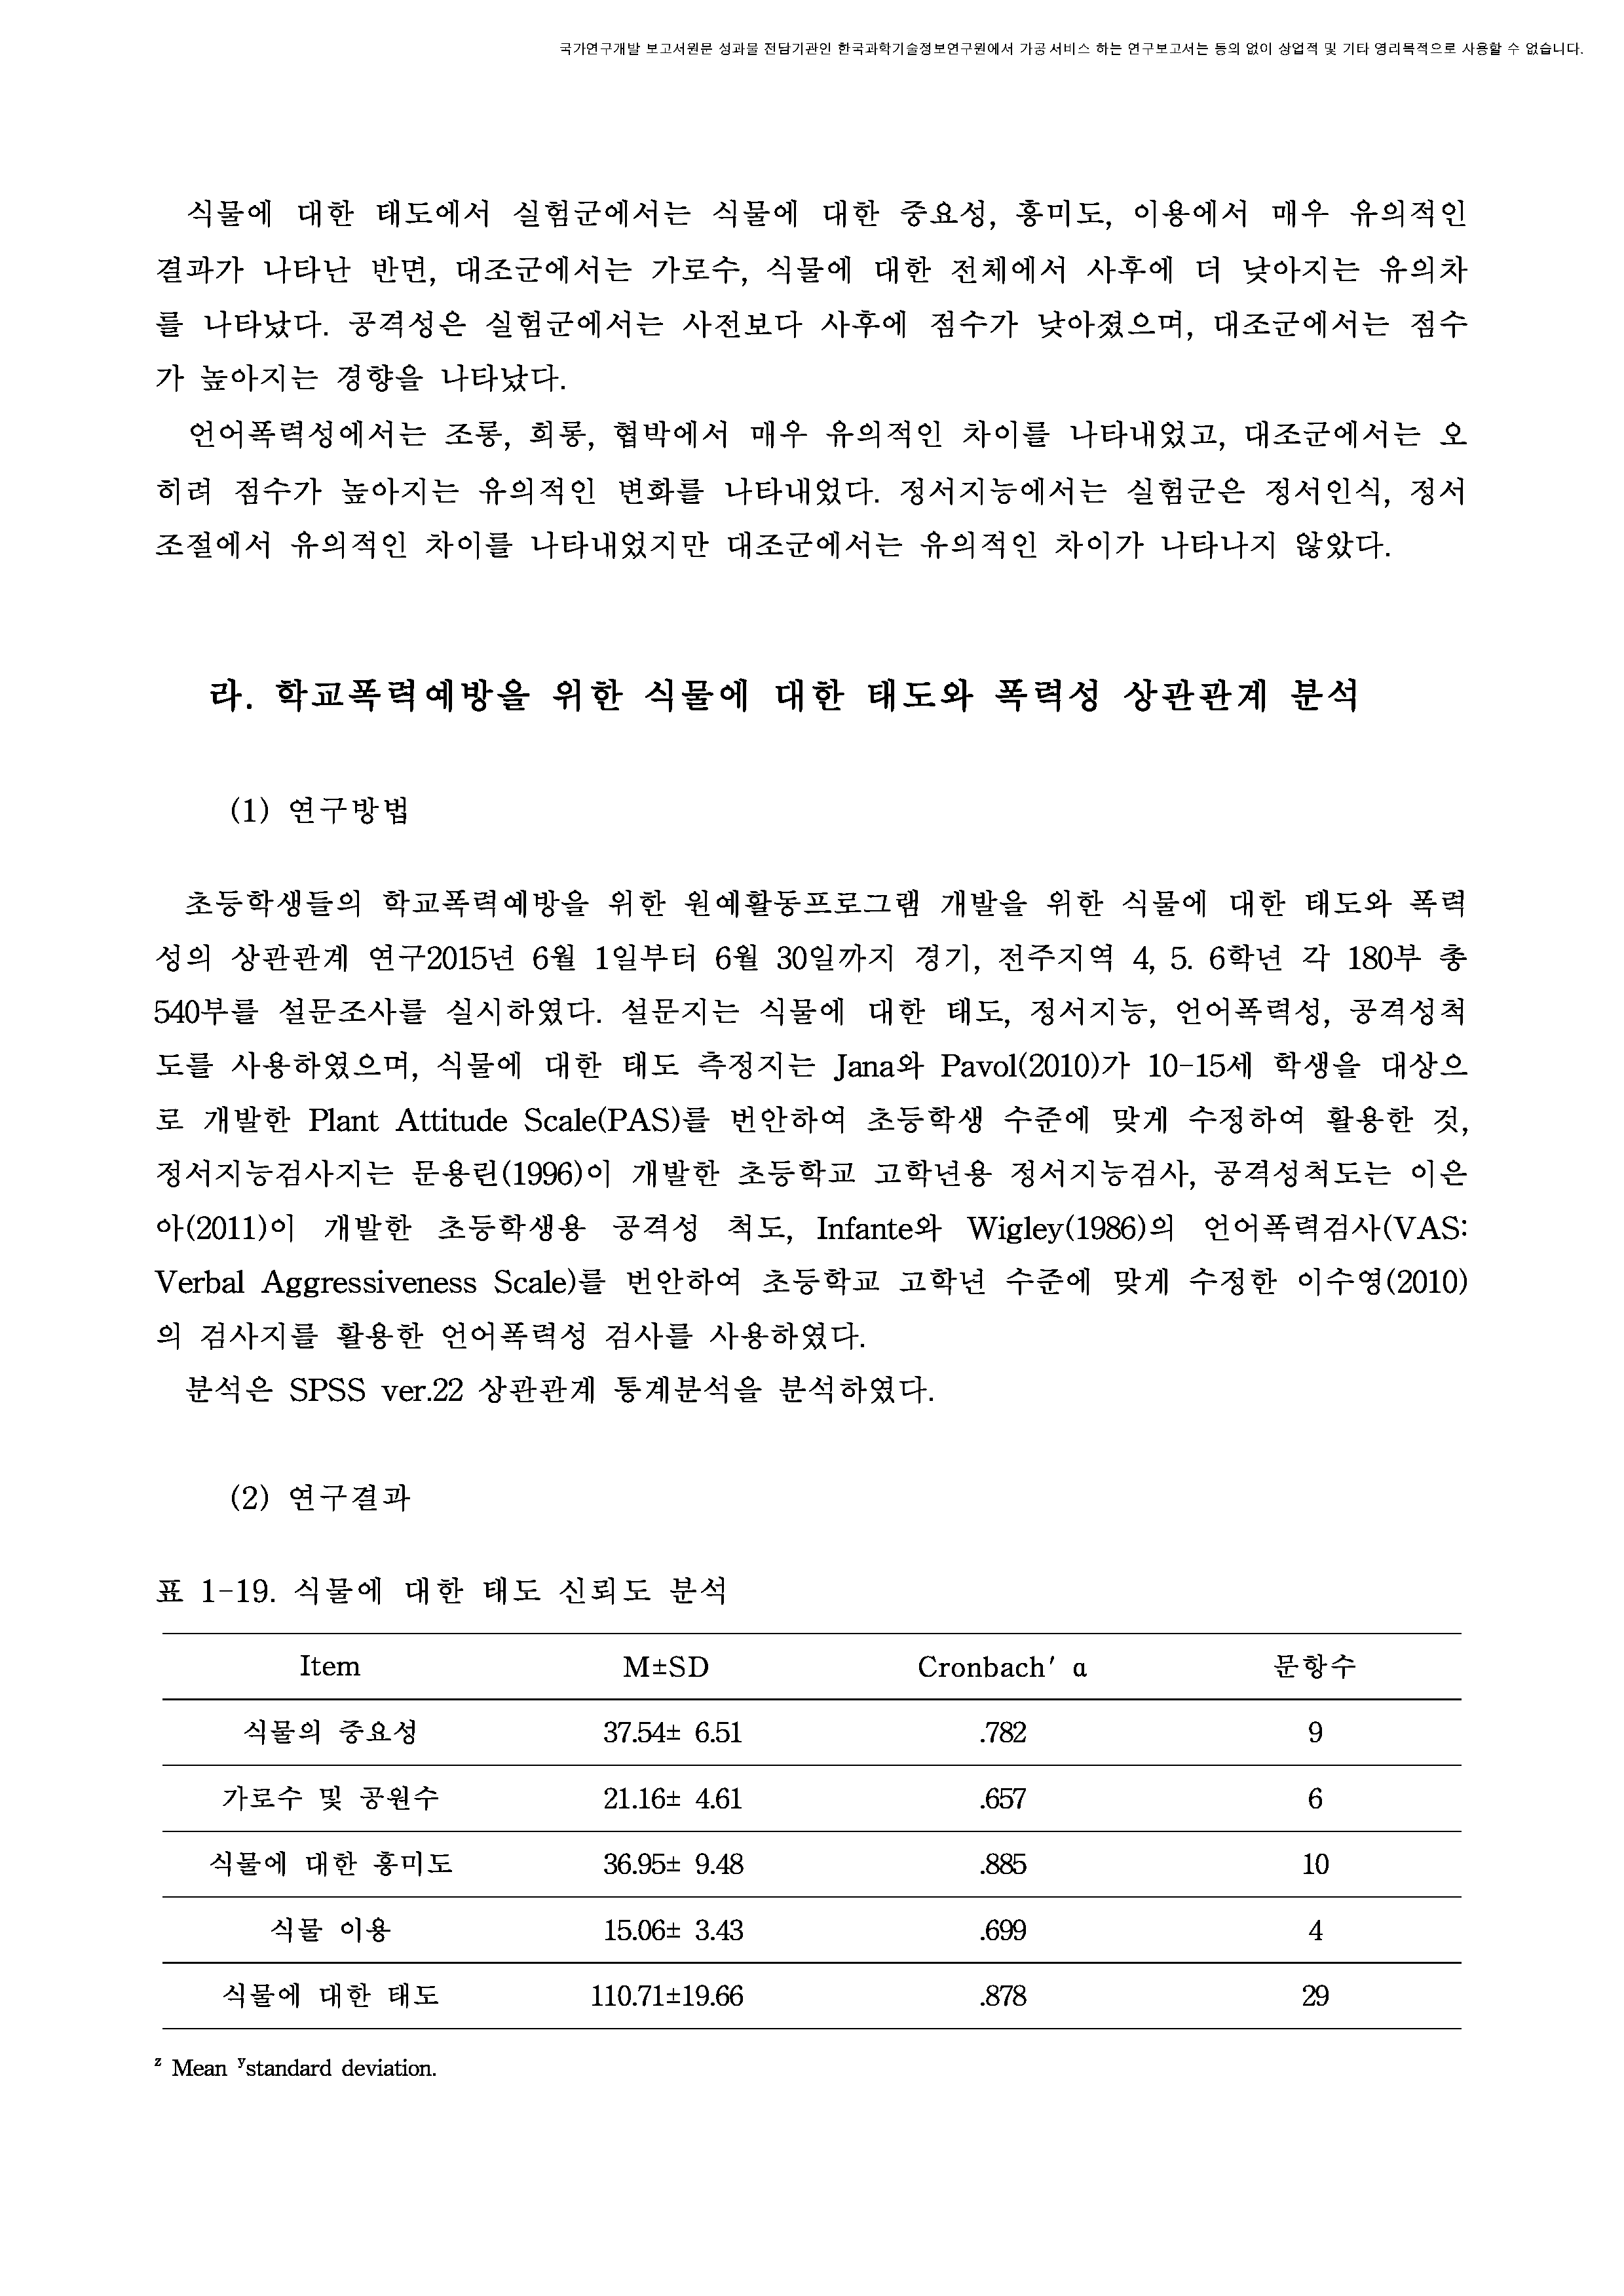 국가연구개발 보고서원문 성과물 전담기관인 한국과학기술정보연구원에서 가공·서비스 하는 연구보고서는 동의 없이 상업적 및 기타 영리목적으로 사용할 수 없습니다.
식물에 대한 태도에서 실험군에서는 식물에 대한 중요성, 흥미도, 이용에서 매우 유의적인
결과가 나타난 반면, 대조군에서는 가로수, 식물에 대한 전체에서 사후에 더 낮아지는 유의차
를 나타났다. 공격성은 실험군에서는 사전보다 사후에 점수가 낮아졌으며, 대조군에서는 점수
가 높아지는 경향을 나타났다.
언어폭력성에서는 조롱, 희롱, 협박에서 매우 유의적인 차이를 나타내었고, 대조군에서는 오
히려 점수가 높아지는 유의적인 변화를 나타내었다. 정서지능에서는 실험군은 정서인식, 정서
조절에서 유의적인 차이를 나타내었지만 대조군에서는 유의적인 차이가 나타나지 않았다.
라. 학교폭력예방을 위한 식물에 대한 태도와 폭력성 상관관계 분석
(1) 연구방법
초등학생들의 학교폭력예방을 위한 원예활동프로그램 개발을 위한 식물에 대한 태도와 폭력
성의 상관관계 연구2015년 6월 1일부터 6월 30일까지 경기, 전주지역 4, 5. 6학년 각 180부 총
540부를 설문조사를 실시하였다. 설문지는 식물에 대한 태도, 정서지능, 언어폭력성, 공격성척
도를 사용하였으며, 식물에 대한 태도 측정지는 Jana와 Pavol(2010)가 10-15세 학생을 대상으
로 개발한 Plant Attitude Scale(PAS)를 번안하여 초등학생 수준에 맞게 수정하여 활용한 것,
정서지능검사지는 문용린(1996)이 개발한 초등학교 고학년용 정서지능검사, 공격성척도는 이은
아(2011)이 개발한 초등학생용 공격성 척도, Infante와 Wigley(1986)의 언어폭력검사(VAS:
Verbal Aggressiveness Scale)를 번안하여 초등학교 고학년 수준에 맞게 수정한 이수영(2010)
의 검사지를 활용한 언어폭력성 검사를 사용하였다.
분석은 SPSS ver.22 상관관계 통계분석을 분석하였다.
(2) 연구결과
표 1-19. 식물에 대한 태도 신뢰도 분석
Item M±SD Cronbach′ α 문항수
식물의 중요성 37.54± 6.51 .782 9
가로수 및 공원수 21.16± 4.61 .657 6
식물에 대한 흥미도 36.95± 9.48 .885 10
식물 이용 15.06± 3.43 .699 4
식물에 대한 태도 110.71±19.66 .878 29
ᶻ Mean ʸstandard deviation.